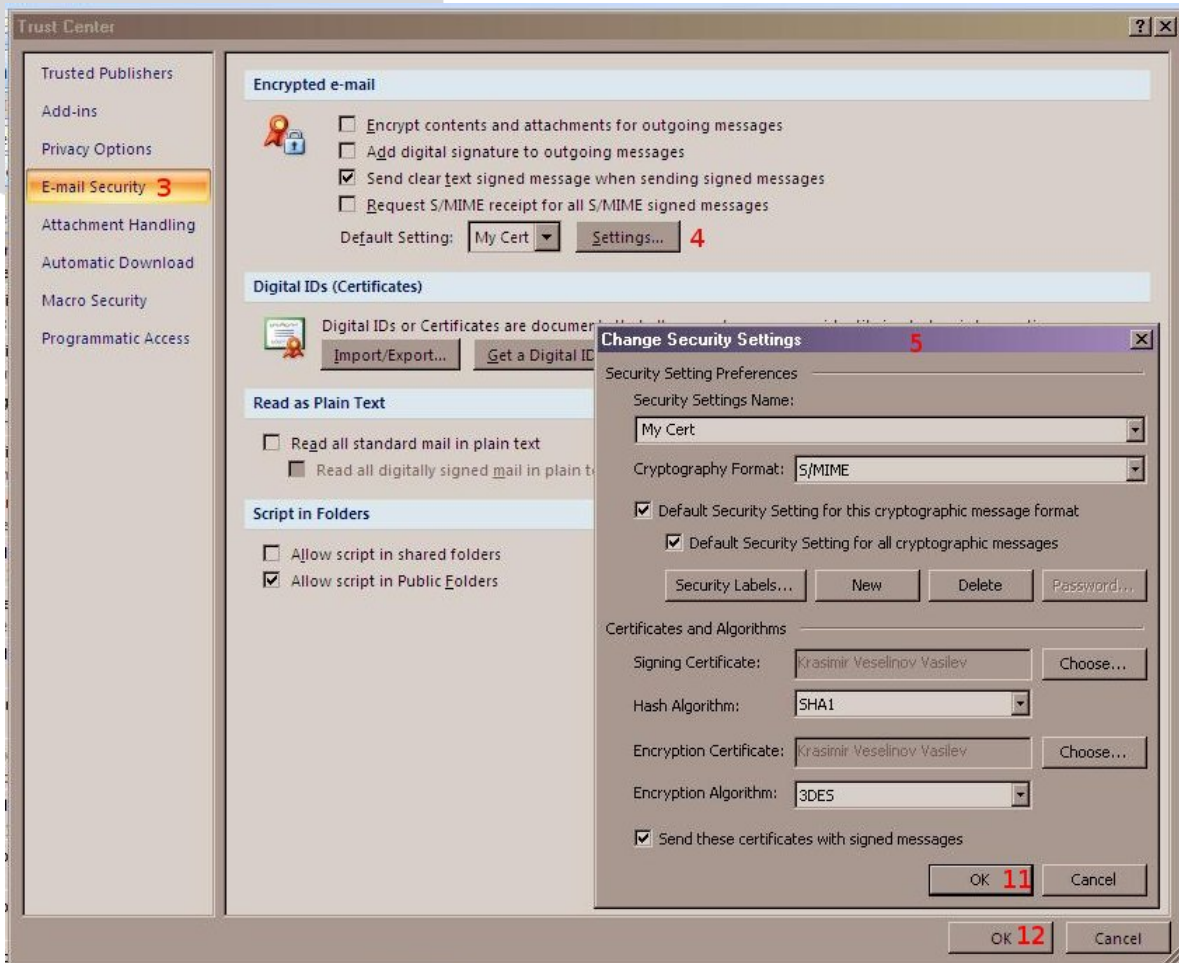 Trust Center
Trusted Publishers
Add-ins
Privacy Options
E-mail Security 3
Attachment Handling
Automatic Download
Macro Security
Programmatic Access
Encrypted e-mail
Encrypt contents and attachments for outgoing messages
Add digital signature to outgoing messages
Send clear text signed message when sending signed messages
Request S/MIME receipt for all S/MIME signed messages
Default Setting: My Cert Settings... 4
Digital IDs (Certificates)
Digital IDs or Certificates are
Import/Export... Get a Digital ID
Read as Plain Text
Read all standard mail in plain text
Read all digitally signed mail in plain
Script in Folders
Allow script in shared folders
Allow script in Public Folders
Change Security Settings 5
Security Setting Preferences
Security Settings Name:
My Cert
Cryptography Format: S/MIME
Default Security Setting for this cryptographic message format
Default Security Setting for all cryptographic messages
Security Labels... New Delete Password...
Certificates and Algorithms
Signing Certificate: Krasimir Veselinov Vasilev Choose...
Hash Algorithm: SHA1
Encryption Certificate: Krasimir Veselinov Vasilev Choose...
Encryption Algorithm: 3DES
Send these certificates with signed messages
OK 11 Cancel
OK 12 Cancel